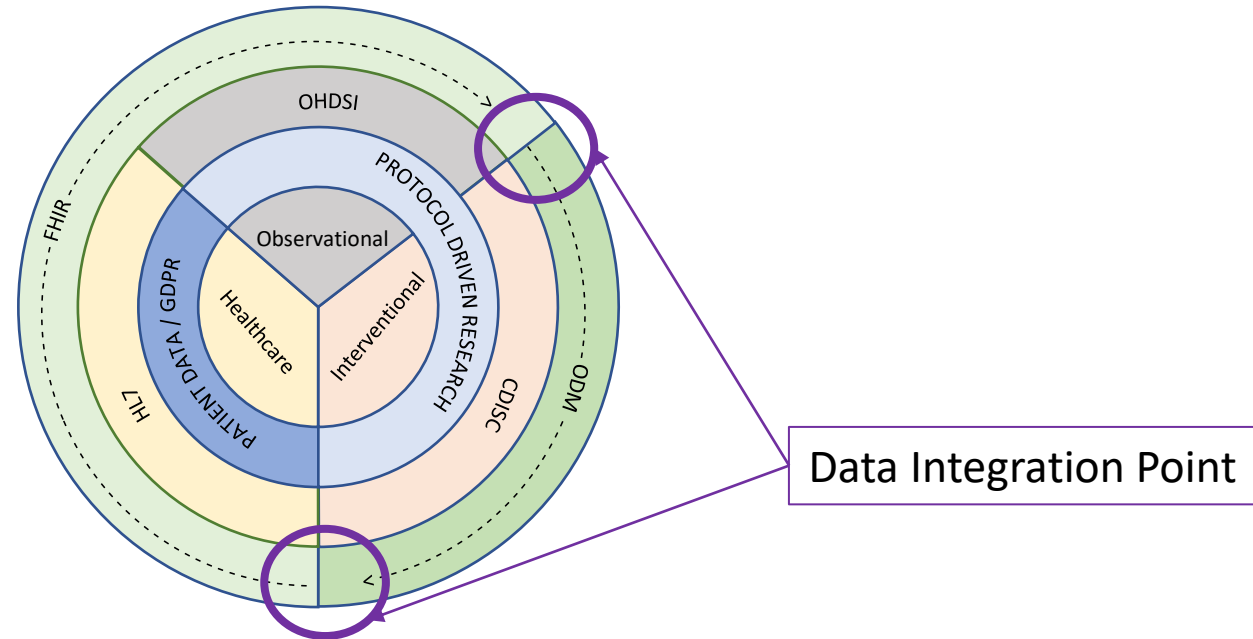 OHDSI
PROTOCOL DRIVEN RESEARCH
FHIR
Observational
Healthcare
Interventional
PATIENT DATA / GDPR
ODM
HL7
CDISC
Data Integration Point